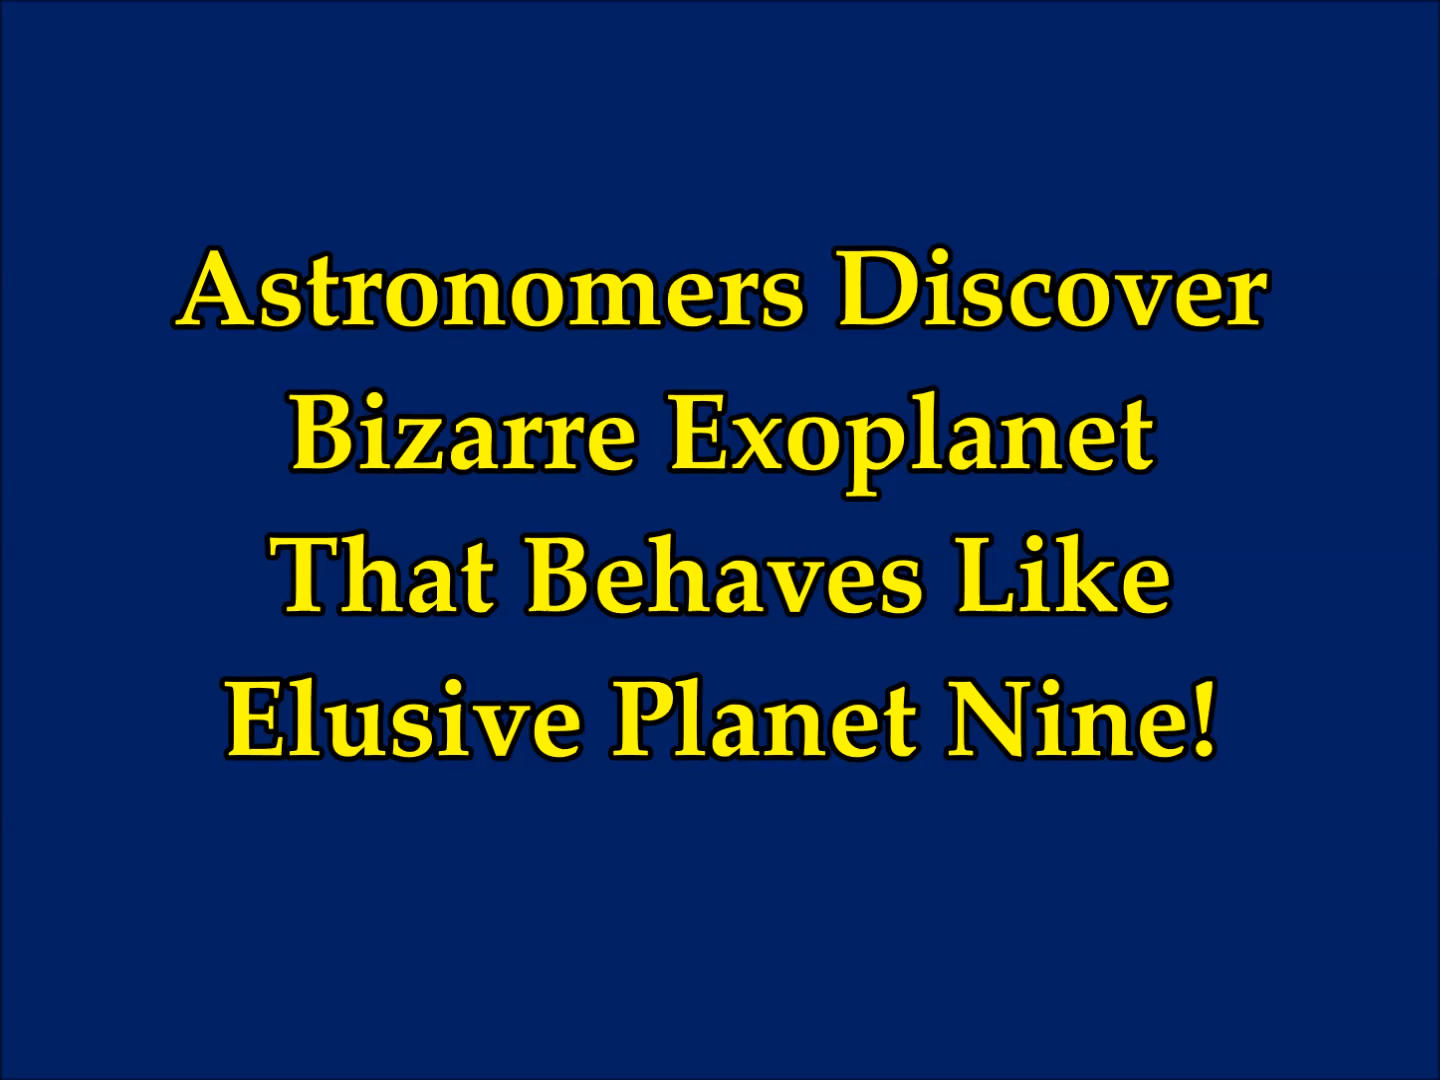 Astronomers Discover
Bizarre Exoplanet
That Behaves Like
Elusive Planet Nine!